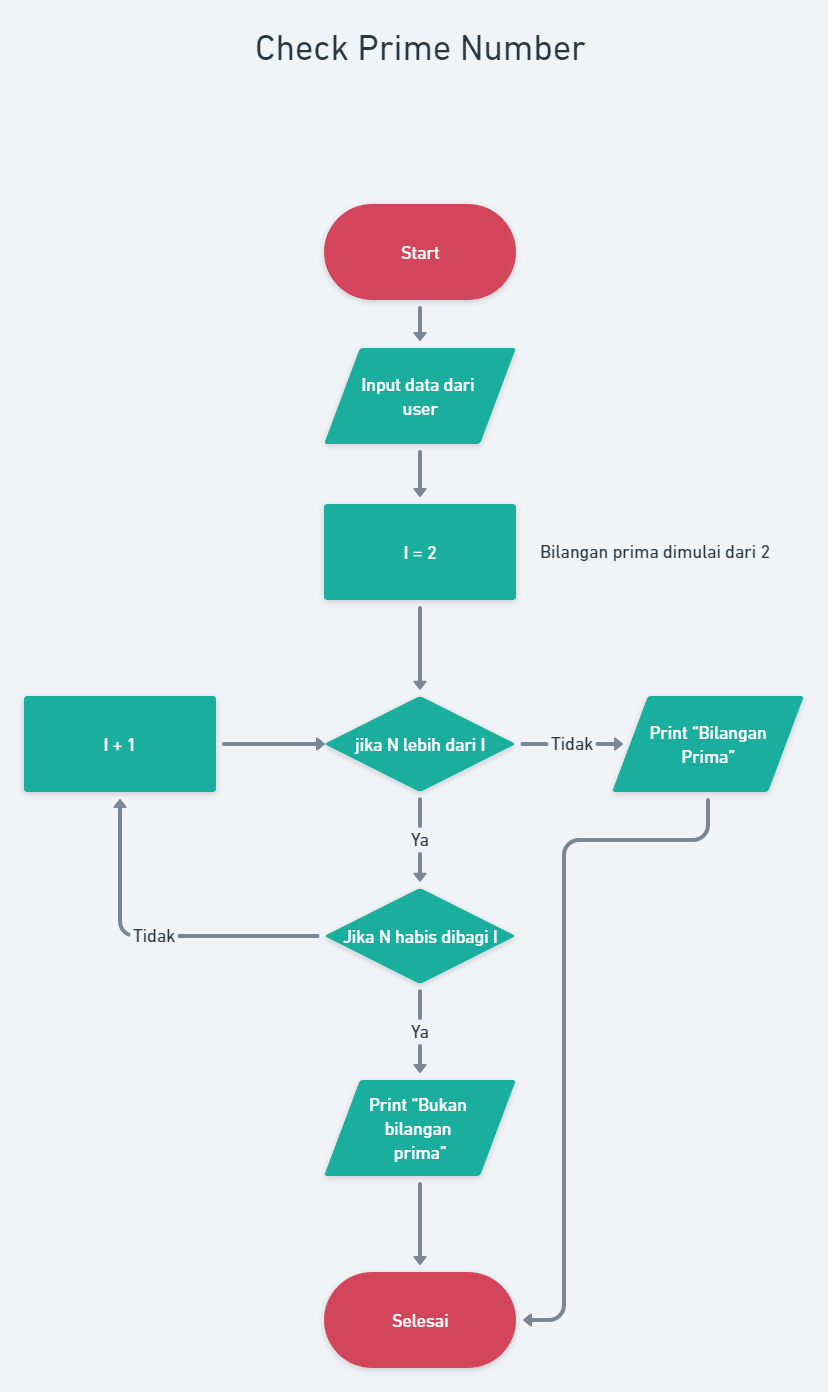 Check Prime Number
Start
Input data dari
user
I = 2
Bilangan prima dimulai dari 2
I + 1
jika N lebih dari I
Tidak
Print “Bilangan
Prima”
Ya
Tidak
Jika N habis dibagi I
Ya
Print “Bukan
bilangan
prima”
Selesai